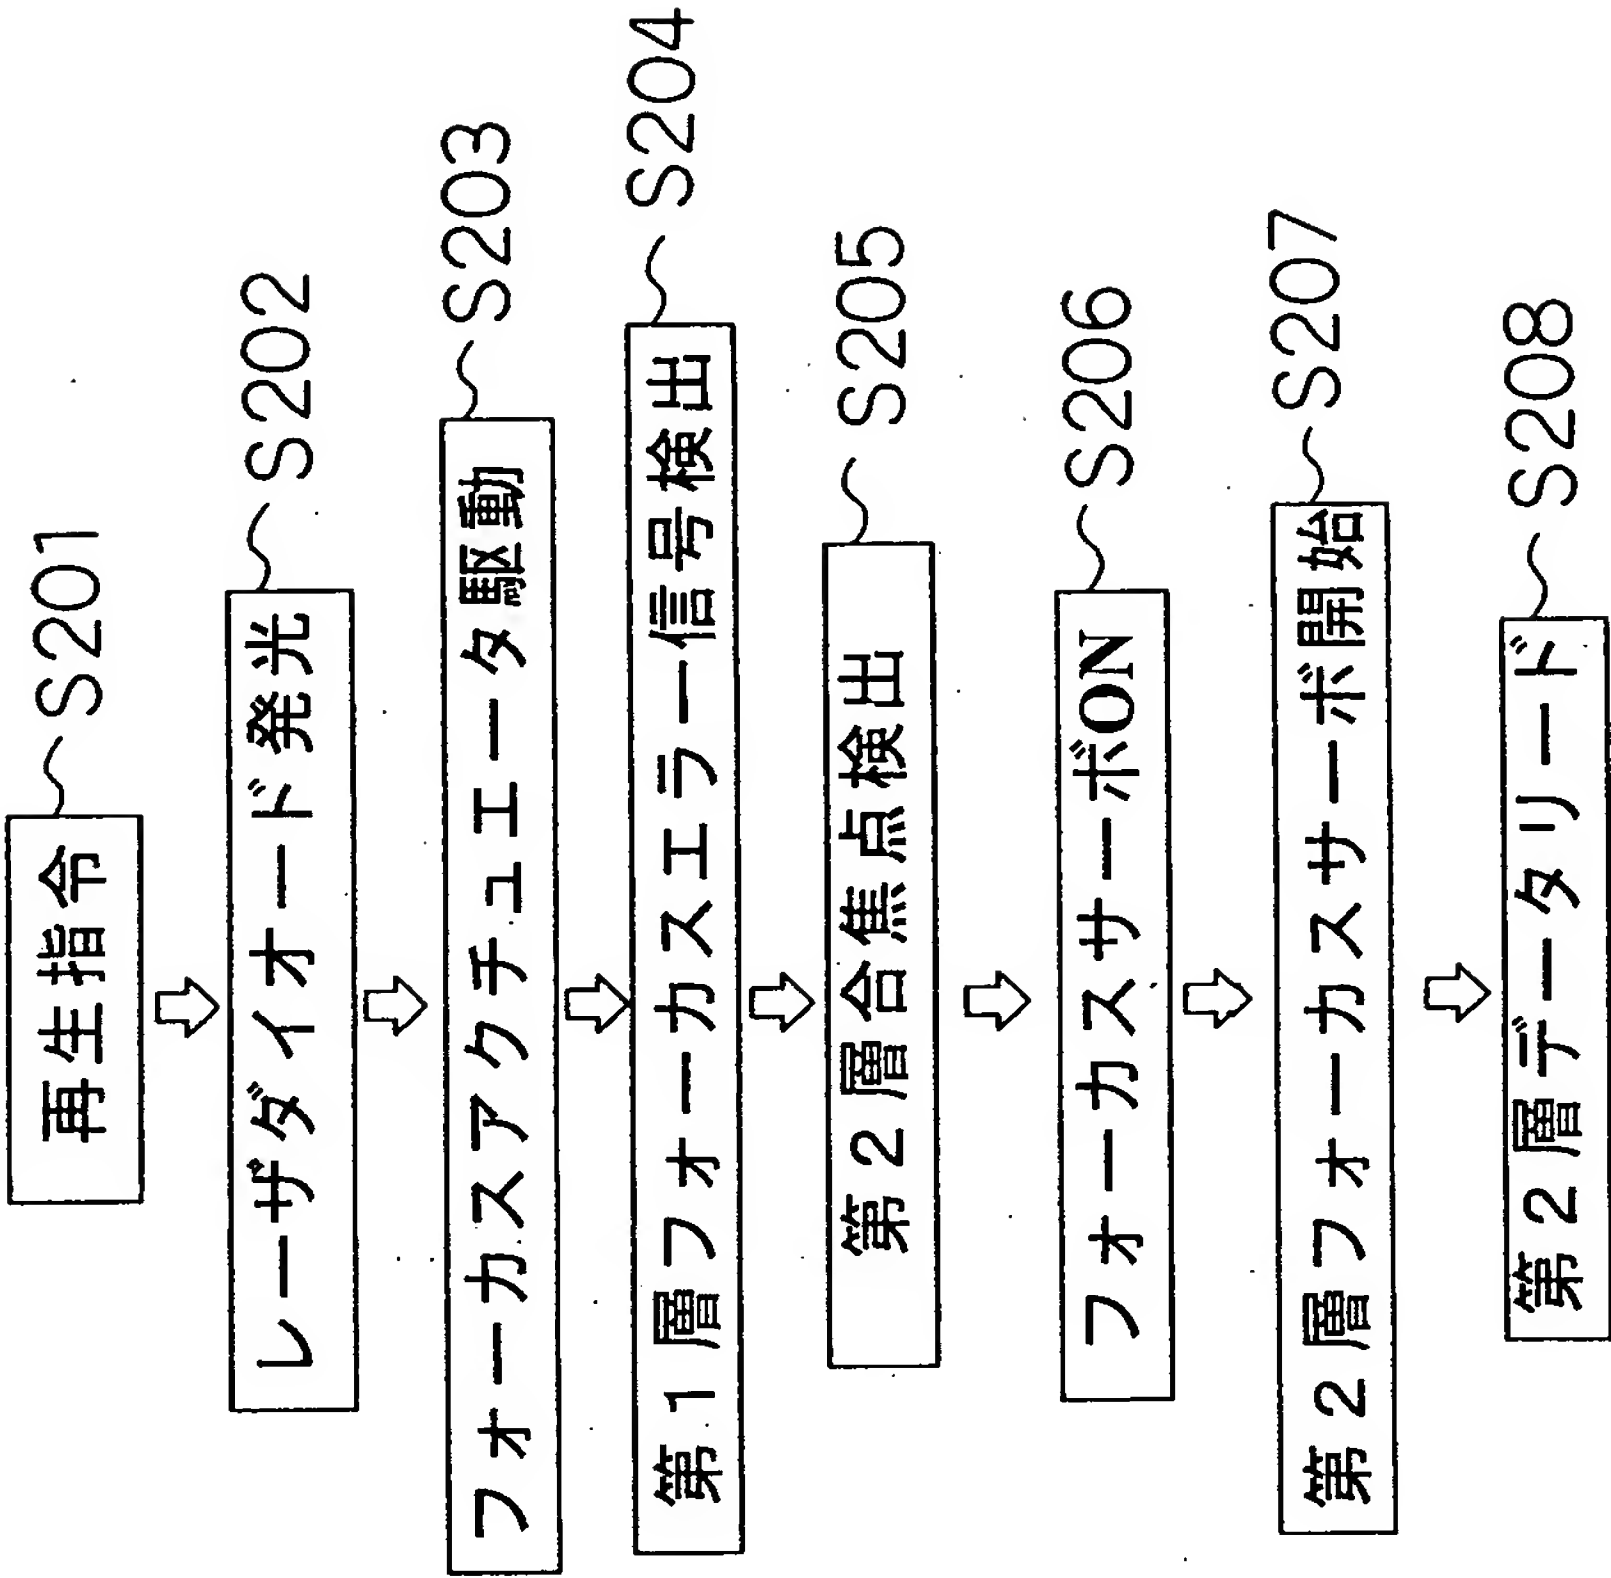 再生指令
S201
レーザダイオード発光
S202
フォーカスアクチュエータ駆動
S203
第1層フォーカスエラー信号検出
S204
第２層合焦点検出
S205
フォーカスサーボON
S206
第２層フォーカスサーボ開始
S207
第２層データリード
S208